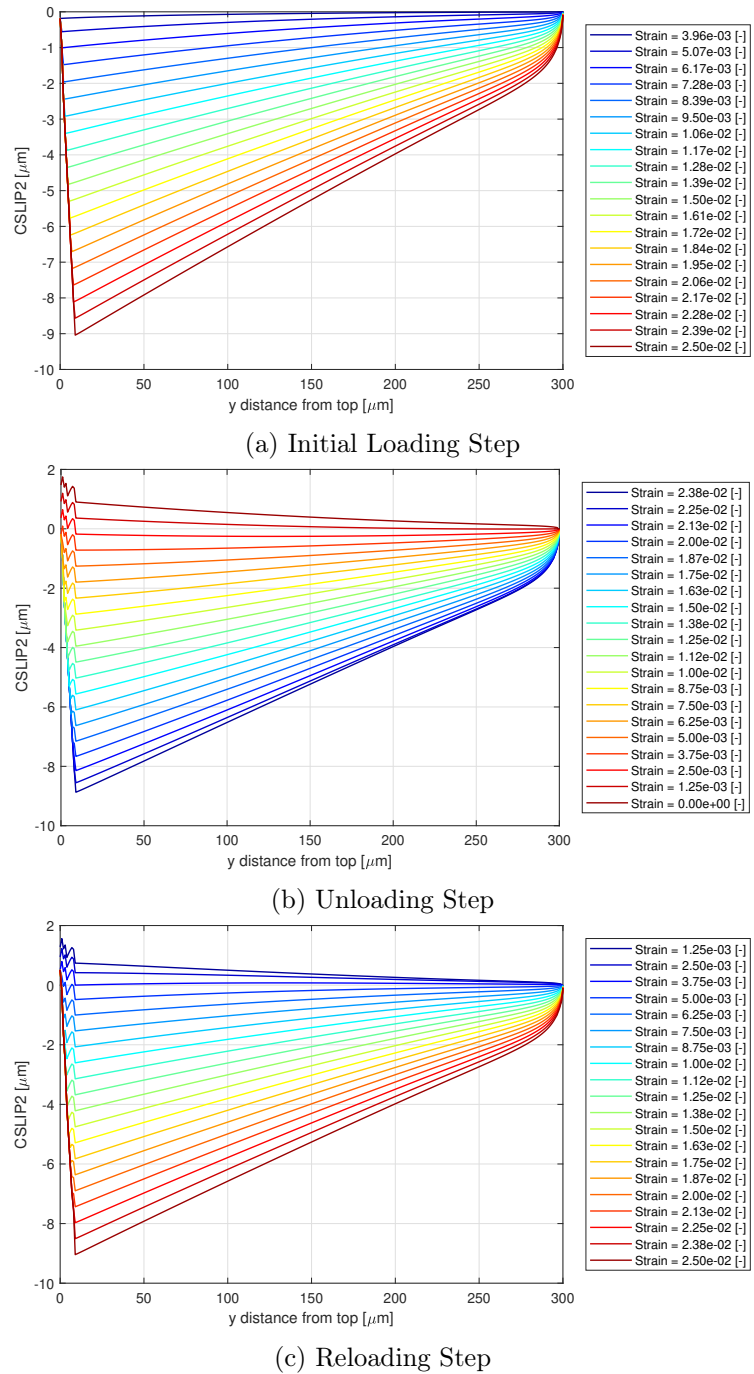 0
-1
-2
-3
-4
-5
-6
-7
-8
-9
-10
CSLIP2 [μm]
0 50 100 150 200 250 300
y distance from top [μm]
Strain = 3.96e-03 [-]
Strain = 5.07e-03 [-]
Strain = 6.17e-03 [-]
Strain = 7.28e-03 [-]
Strain = 8.39e-03 [-]
Strain = 9.50e-03 [-]
Strain = 1.06e-02 [-]
Strain = 1.17e-02 [-]
Strain = 1.28e-02 [-]
Strain = 1.39e-02 [-]
Strain = 1.50e-02 [-]
Strain = 1.61e-02 [-]
Strain = 1.72e-02 [-]
Strain = 1.84e-02 [-]
Strain = 1.95e-02 [-]
Strain = 2.06e-02 [-]
Strain = 2.17e-02 [-]
Strain = 2.28e-02 [-]
Strain = 2.39e-02 [-]
Strain = 2.50e-02 [-]
(a) Initial Loading Step
2
0
-2
-4
-6
-8
-10
CSLIP2 [μm]
0 50 100 150 200 250 300
y distance from top [μm]
Strain = 2.38e-02 [-]
Strain = 2.25e-02 [-]
Strain = 2.13e-02 [-]
Strain = 2.00e-02 [-]
Strain = 1.87e-02 [-]
Strain = 1.75e-02 [-]
Strain = 1.63e-02 [-]
Strain = 1.50e-02 [-]
Strain = 1.38e-02 [-]
Strain = 1.25e-02 [-]
Strain = 1.12e-02 [-]
Strain = 1.00e-02 [-]
Strain = 8.75e-03 [-]
Strain = 7.50e-03 [-]
Strain = 6.25e-03 [-]
Strain = 5.00e-03 [-]
Strain = 3.75e-03 [-]
Strain = 2.50e-03 [-]
Strain = 1.25e-03 [-]
Strain = 0.00e+00 [-]
(b) Unloading Step
2
0
-2
-4
-6
-8
-10
CSLIP2 [μm]
0 50 100 150 200 250 300
y distance from top [μm]
Strain = 1.25e-03 [-]
Strain = 2.50e-03 [-]
Strain = 3.75e-03 [-]
Strain = 5.00e-03 [-]
Strain = 6.25e-03 [-]
Strain = 7.50e-03 [-]
Strain = 8.75e-03 [-]
Strain = 1.00e-02 [-]
Strain = 1.12e-02 [-]
Strain = 1.25e-02 [-]
Strain = 1.38e-02 [-]
Strain = 1.50e-02 [-]
Strain = 1.63e-02 [-]
Strain = 1.75e-02 [-]
Strain = 1.87e-02 [-]
Strain = 2.00e-02 [-]
Strain = 2.13e-02 [-]
Strain = 2.25e-02 [-]
Strain = 2.38e-02 [-]
Strain = 2.50e-02 [-]
(c) Reloading Step